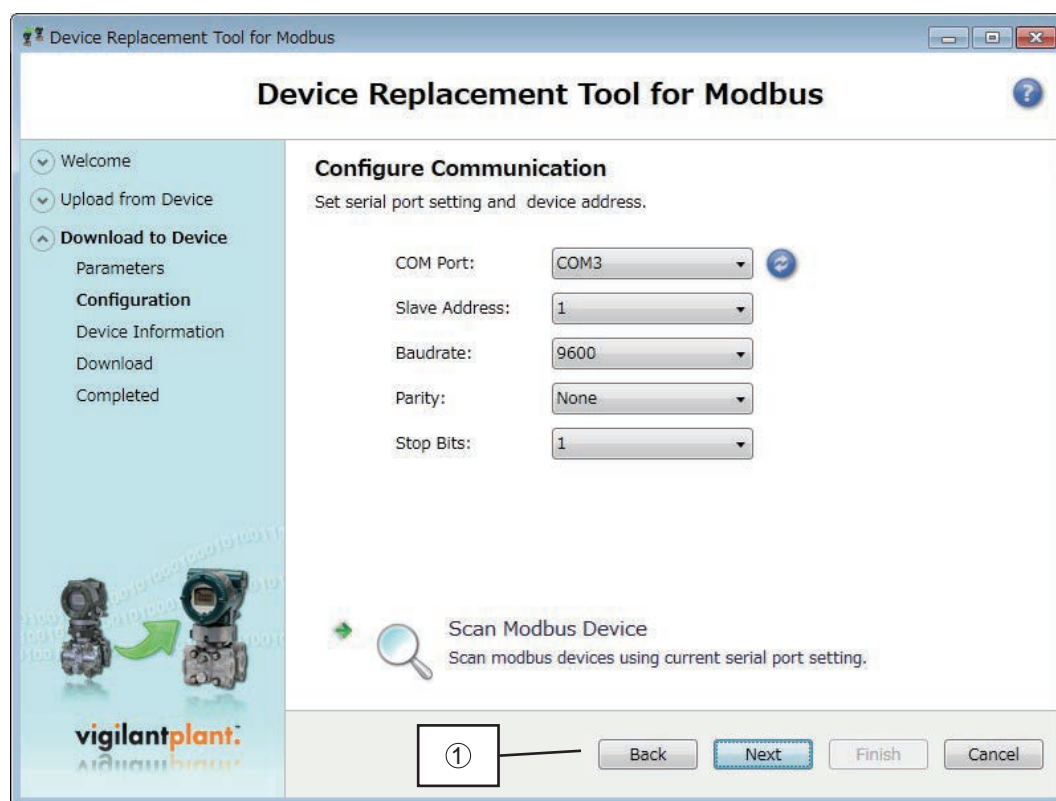 Device Replacement Tool for Modbus
Device Replacement Tool for Modbus
?
Welcome
Upload from Device
Download to Device
Parameters
Configuration
Device Information
Download
Completed
Configure Communication
Set serial port setting and device address.
COM Port: COM3
Slave Address: 1
Baudrate: 9600
Parity: None
Stop Bits: 1
Scan Modbus Device
Scan modbus devices using current serial port setting.
vigilantplant.™
①
Back Next Finish Cancel